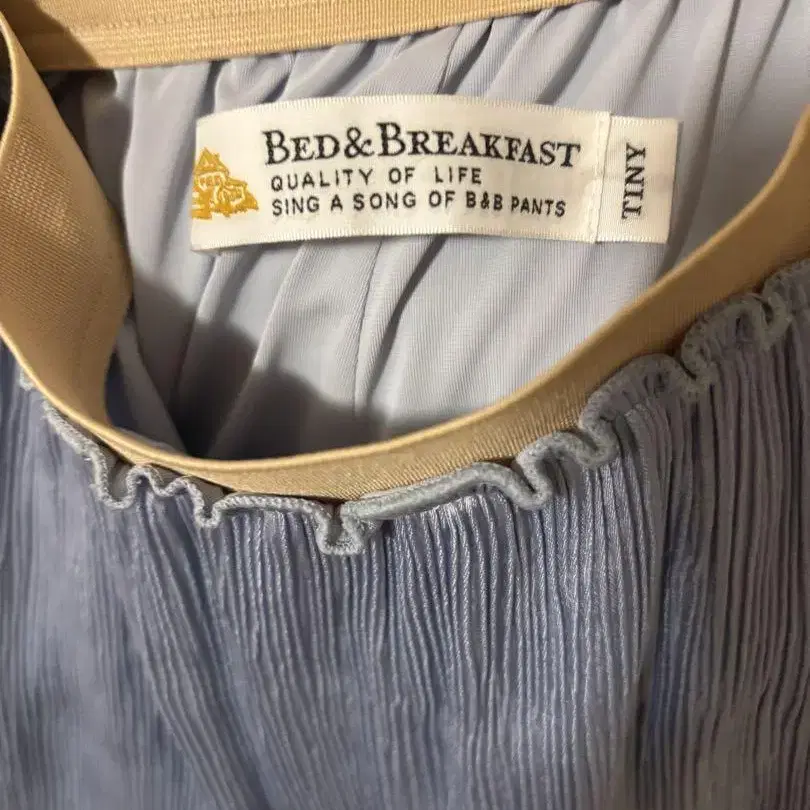 BED&BREAKFAST
QUALITY OF LIFE
SING A SONG OF B&B PANTS
TINY